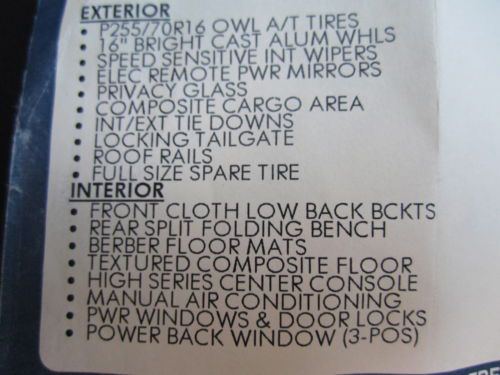 EXTERIOR
• P255/70R16 OWL A/T TIRES
• 16" BRIGHT CAST ALUM WHLS
• SPEED SENSITIVE INT WIPERS
• ELEC REMOTE PWR MIRRORS
• PRIVACY GLASS
• COMPOSITE CARGO AREA
• INT/EXT TIE DOWNS
• LOCKING TAILGATE
• ROOF RAILS
• FULL SIZE SPARE TIRE
INTERIOR
• FRONT CLOTH LOW BACK BCKTS
• REAR SPLIT FOLDING BENCH
• BERBER FLOOR MATS
• TEXTURED COMPOSITE FLOOR
• HIGH SERIES CENTER CONSOLE
• MANUAL AIR CONDITIONING
• PWR WINDOWS & DOOR LOCKS
• POWER BACK WINDOW (3-POS)